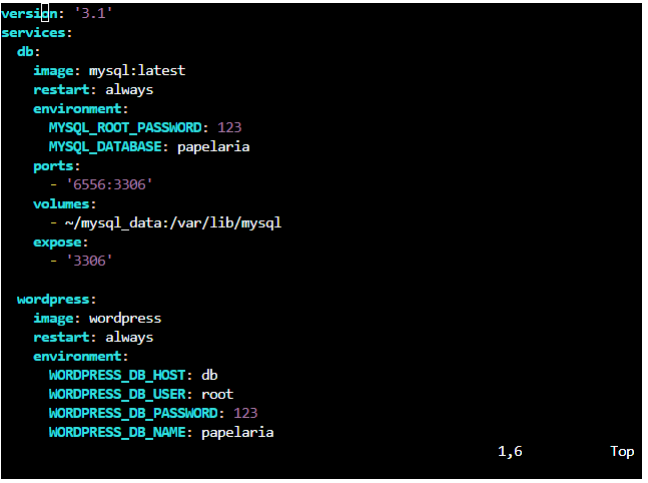 version: '3.1'
services:
  db:
    image: mysql:latest
    restart: always
    environment:
      MYSQL_ROOT_PASSWORD: 123
      MYSQL_DATABASE: papelaria
    ports:
      - '6556:3306'
    volumes:
      - ~/mysql_data:/var/lib/mysql
    expose:
      - '3306'

  wordpress:
    image: wordpress
    restart: always
    environment:
      WORDPRESS_DB_HOST: db
      WORDPRESS_DB_USER: root
      WORDPRESS_DB_PASSWORD: 123
      WORDPRESS_DB_NAME: papelaria
1,6 Top